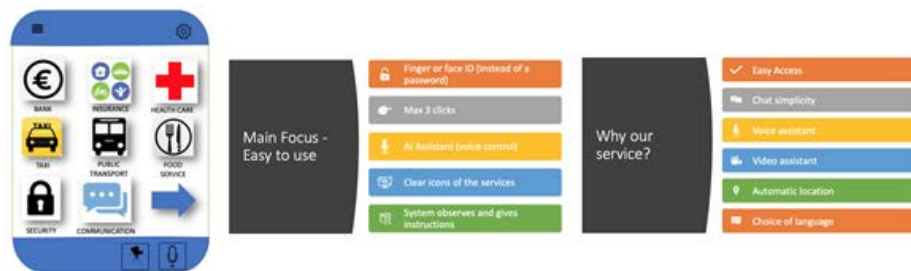 €
BANK
INSURANCE
HEALTH CARE
TAXI
TAXI
PUBLIC
TRANSPORT
FOOD
SERVICE
SECURITY
COMMUNICATION
Main Focus -
Easy to use
Finger or face ID (instead of a
password)
Max 3 clicks
AI Assistant (voice control)
Clear icons of the services
System observes and gives
instructions
Why our
service?
Easy Access
Chat simplicity
Voice assistant
Video assistant
Automatic location
Choice of language